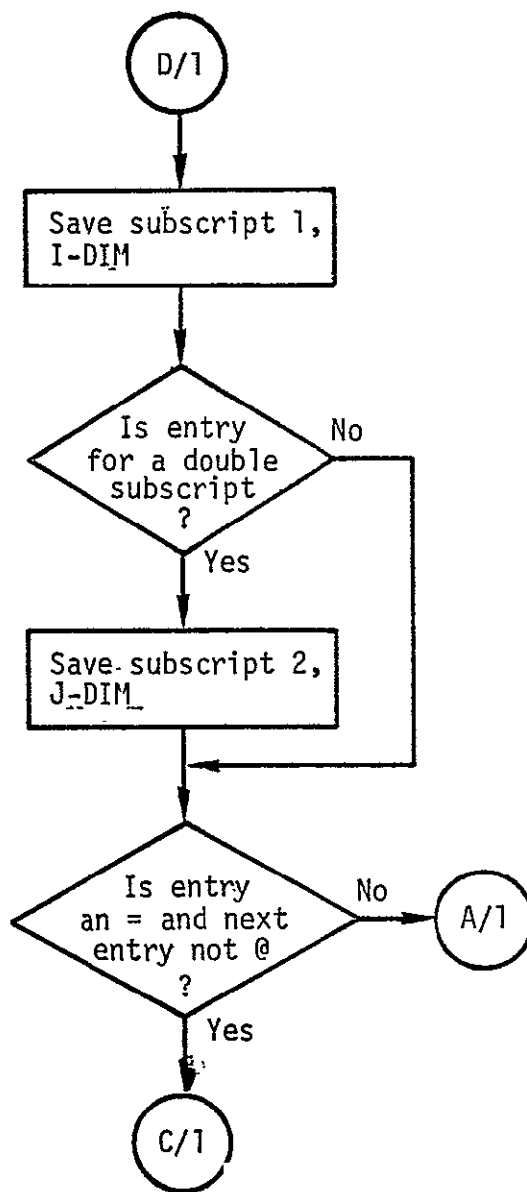 D/1
Save subscript 1,
I-DIM
Is entry
for a double
subscript
?
No
Yes
Save subscript 2,
J-DIM
Is entry
an = and next
entry not @
?
No
A/1
Yes
C/1